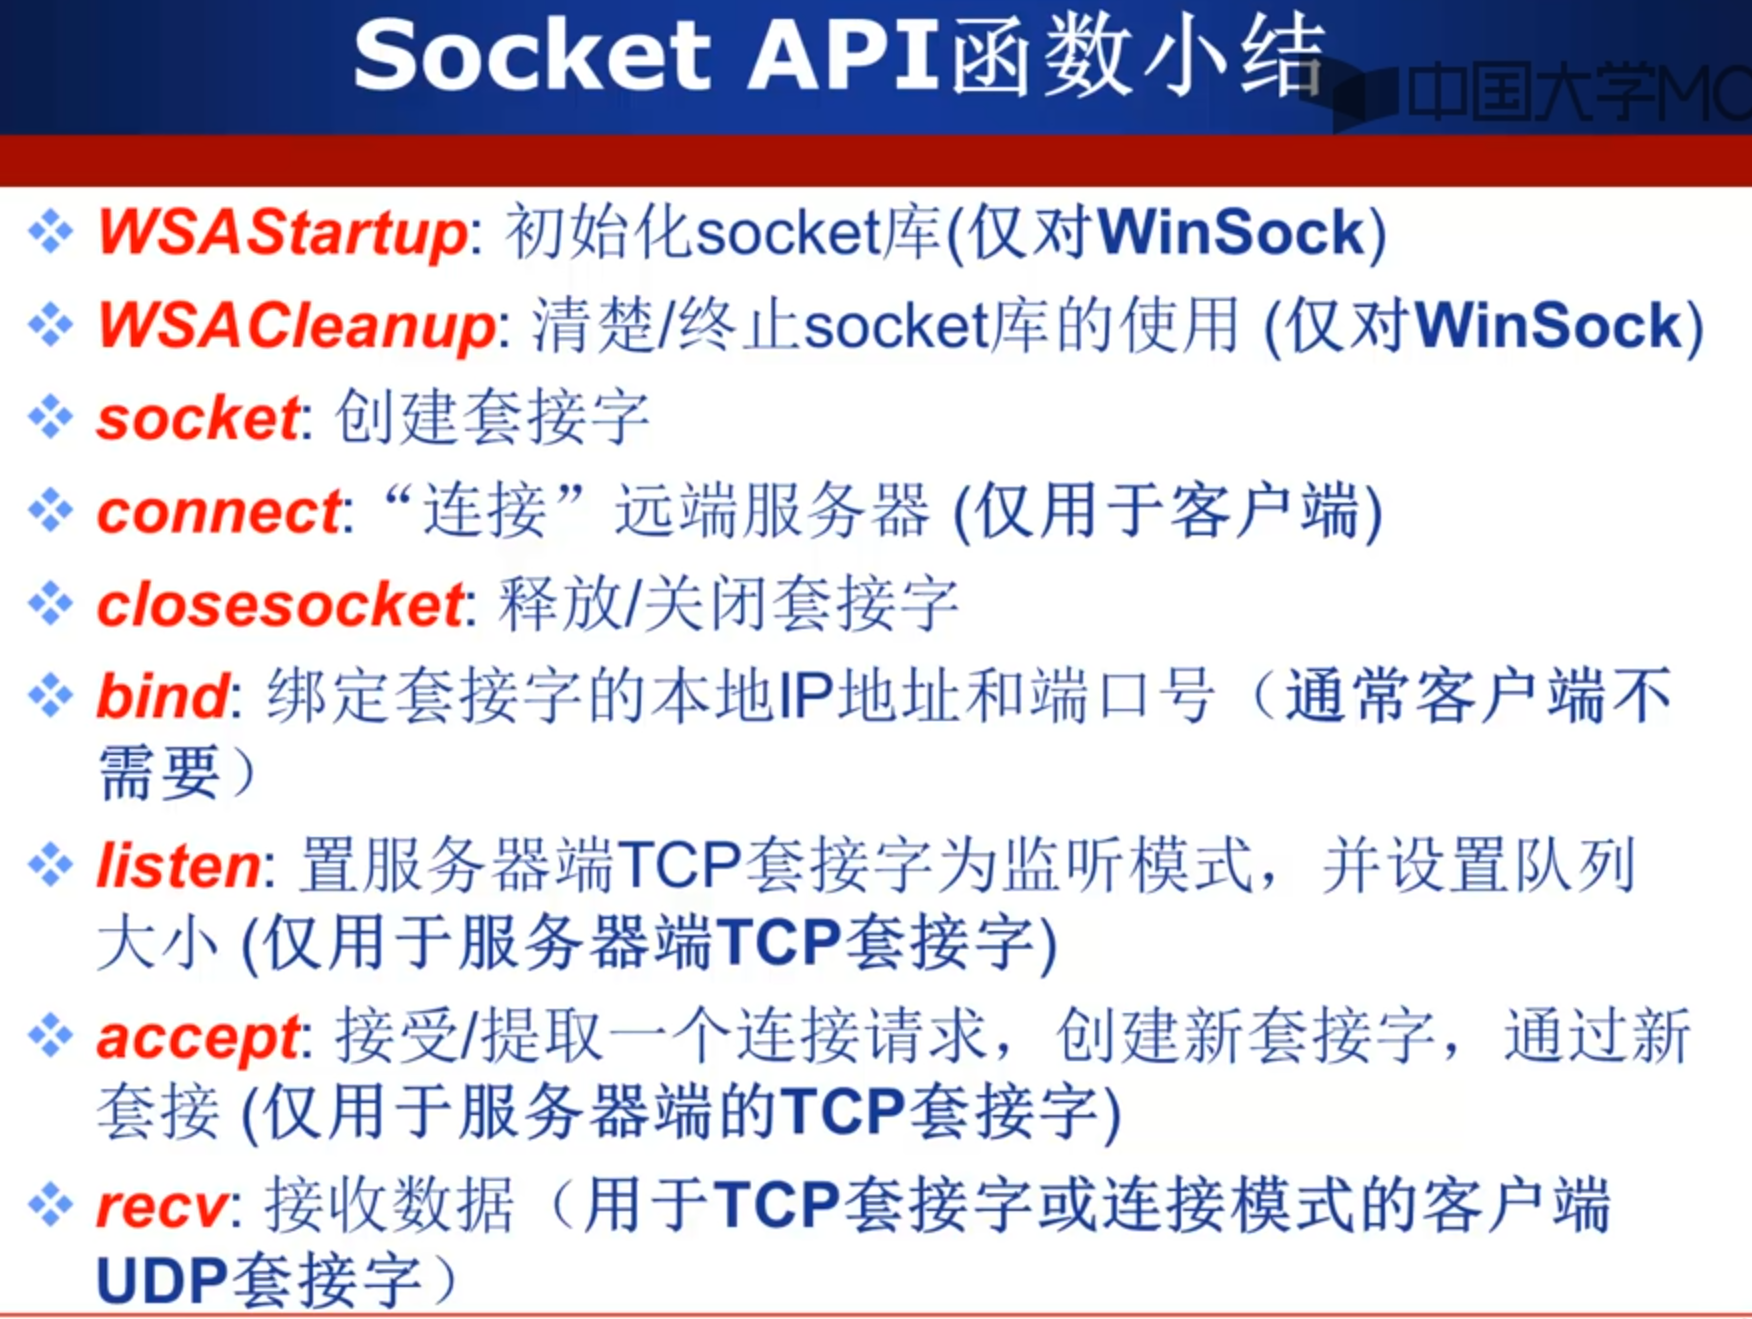 Socket API函数小结
中国大学MO
WSAStartup: 初始化socket库(仅对WinSock)
WSACleanup: 清楚/终止socket库的使用 (仅对WinSock)
socket: 创建套接字
connect: “连接”远端服务器 (仅用于客户端)
closesocket: 释放/关闭套接字
bind: 绑定套接字的本地IP地址和端口号（通常客户端不
需要）
listen: 置服务器端TCP套接字为监听模式，并设置队列
大小 (仅用于服务器端TCP套接字)
accept: 接受/提取一个连接请求，创建新套接字，通过新
套接 (仅用于服务器端的TCP套接字)
recv: 接收数据（用于TCP套接字或连接模式的客户端
UDP套接字）